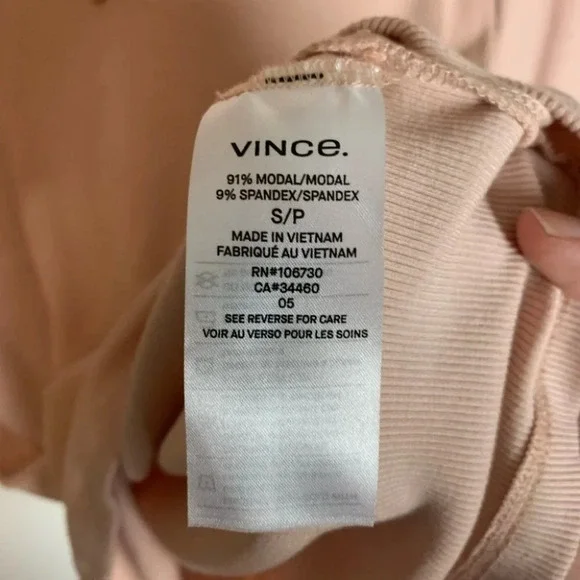 VINCe.
91% MODAL/MODAL
9% SPANDEX/SPANDEX
S/P
MADE IN VIETNAM
FABRIQUÉ AU VIETNAM
RN#106730
CA#34460
05
SEE REVERSE FOR CARE
VOIR AU VERSO POUR LES SOINS